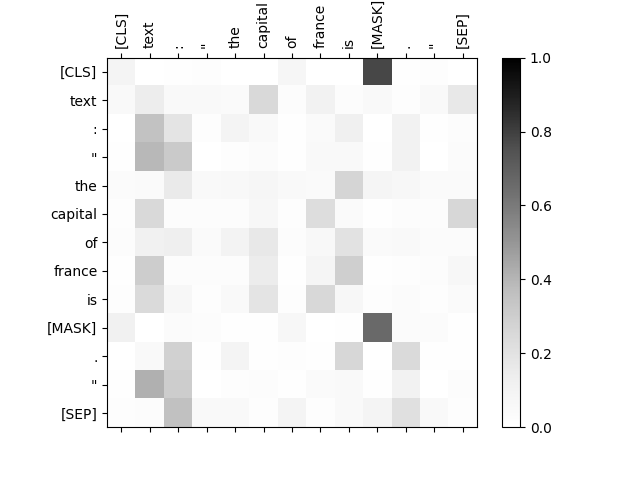 [CLS] text : " the capital of france is [MASK] . " [SEP]
[CLS]
text
:
"
the
capital
of
france
is
[MASK]
.
"
[SEP]
1.0
0.8
0.6
0.4
0.2
0.0